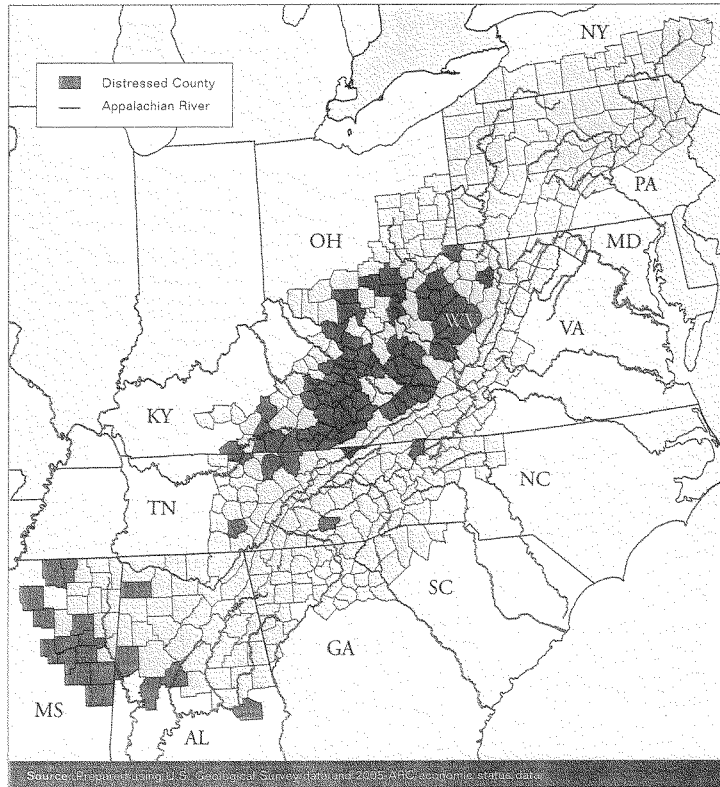 Distressed County
Appalachian River
NY
PA
OH
MD
WV
VA
KY
NC
TN
SC
GA
MS
AL
Source: Prepared using U.S. Geological Survey data and 2005 ARC economic status data.